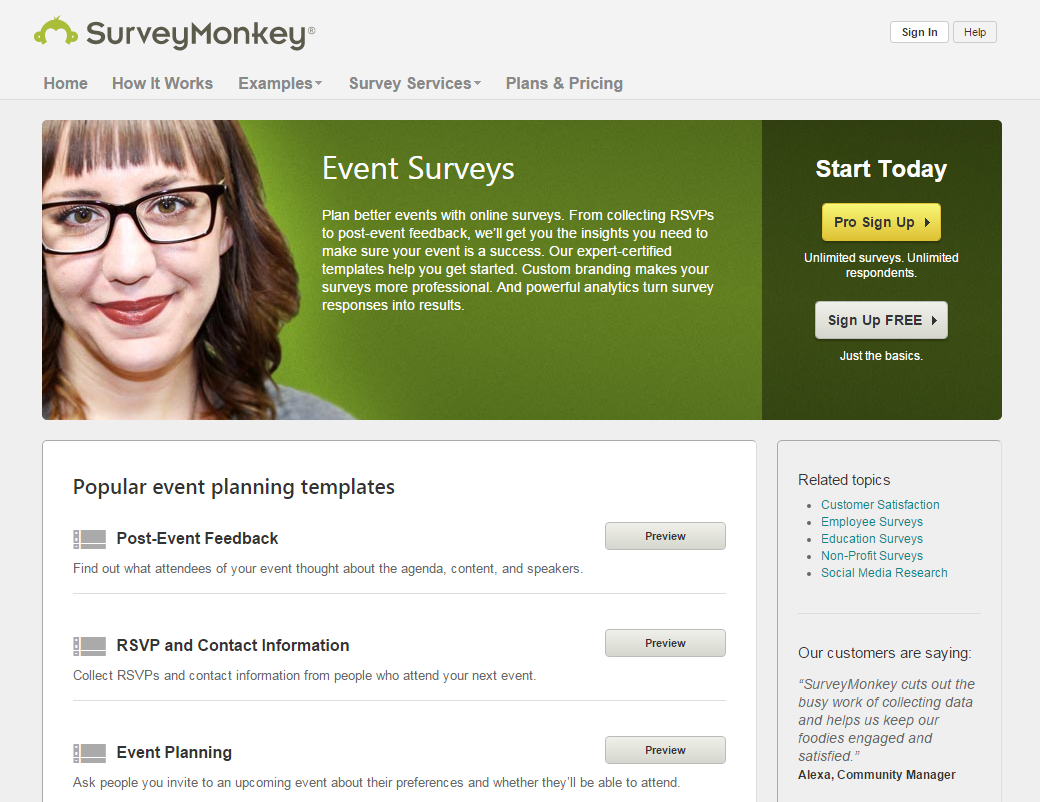 SurveyMonkey®
Sign In
Help
Home
How It Works
Examples
Survey Services
Plans & Pricing
Event Surveys
Plan better events with online surveys. From collecting RSVPs
to post-event feedback, we'll get you the insights you need to
make sure your event is a success. Our expert-certified
templates help you get started. Custom branding makes your
surveys more professional. And powerful analytics turn survey
responses into results.
Start Today
Pro Sign Up
Unlimited surveys. Unlimited
respondents.
Sign Up FREE
Just the basics.
Popular event planning templates
Post-Event Feedback
Preview
Find out what attendees of your event thought about the agenda, content, and speakers.
RSVP and Contact Information
Preview
Collect RSVPs and contact information from people who attend your next event.
Event Planning
Preview
Ask people you invite to an upcoming event about their preferences and whether they'll be able to attend.
Related topics
Customer Satisfaction
Employee Surveys
Education Surveys
Non-Profit Surveys
Social Media Research
Our customers are saying:
“SurveyMonkey cuts out the
busy work of collecting data
and helps us keep our
foodies engaged and
satisfied.”
Alexa, Community Manager